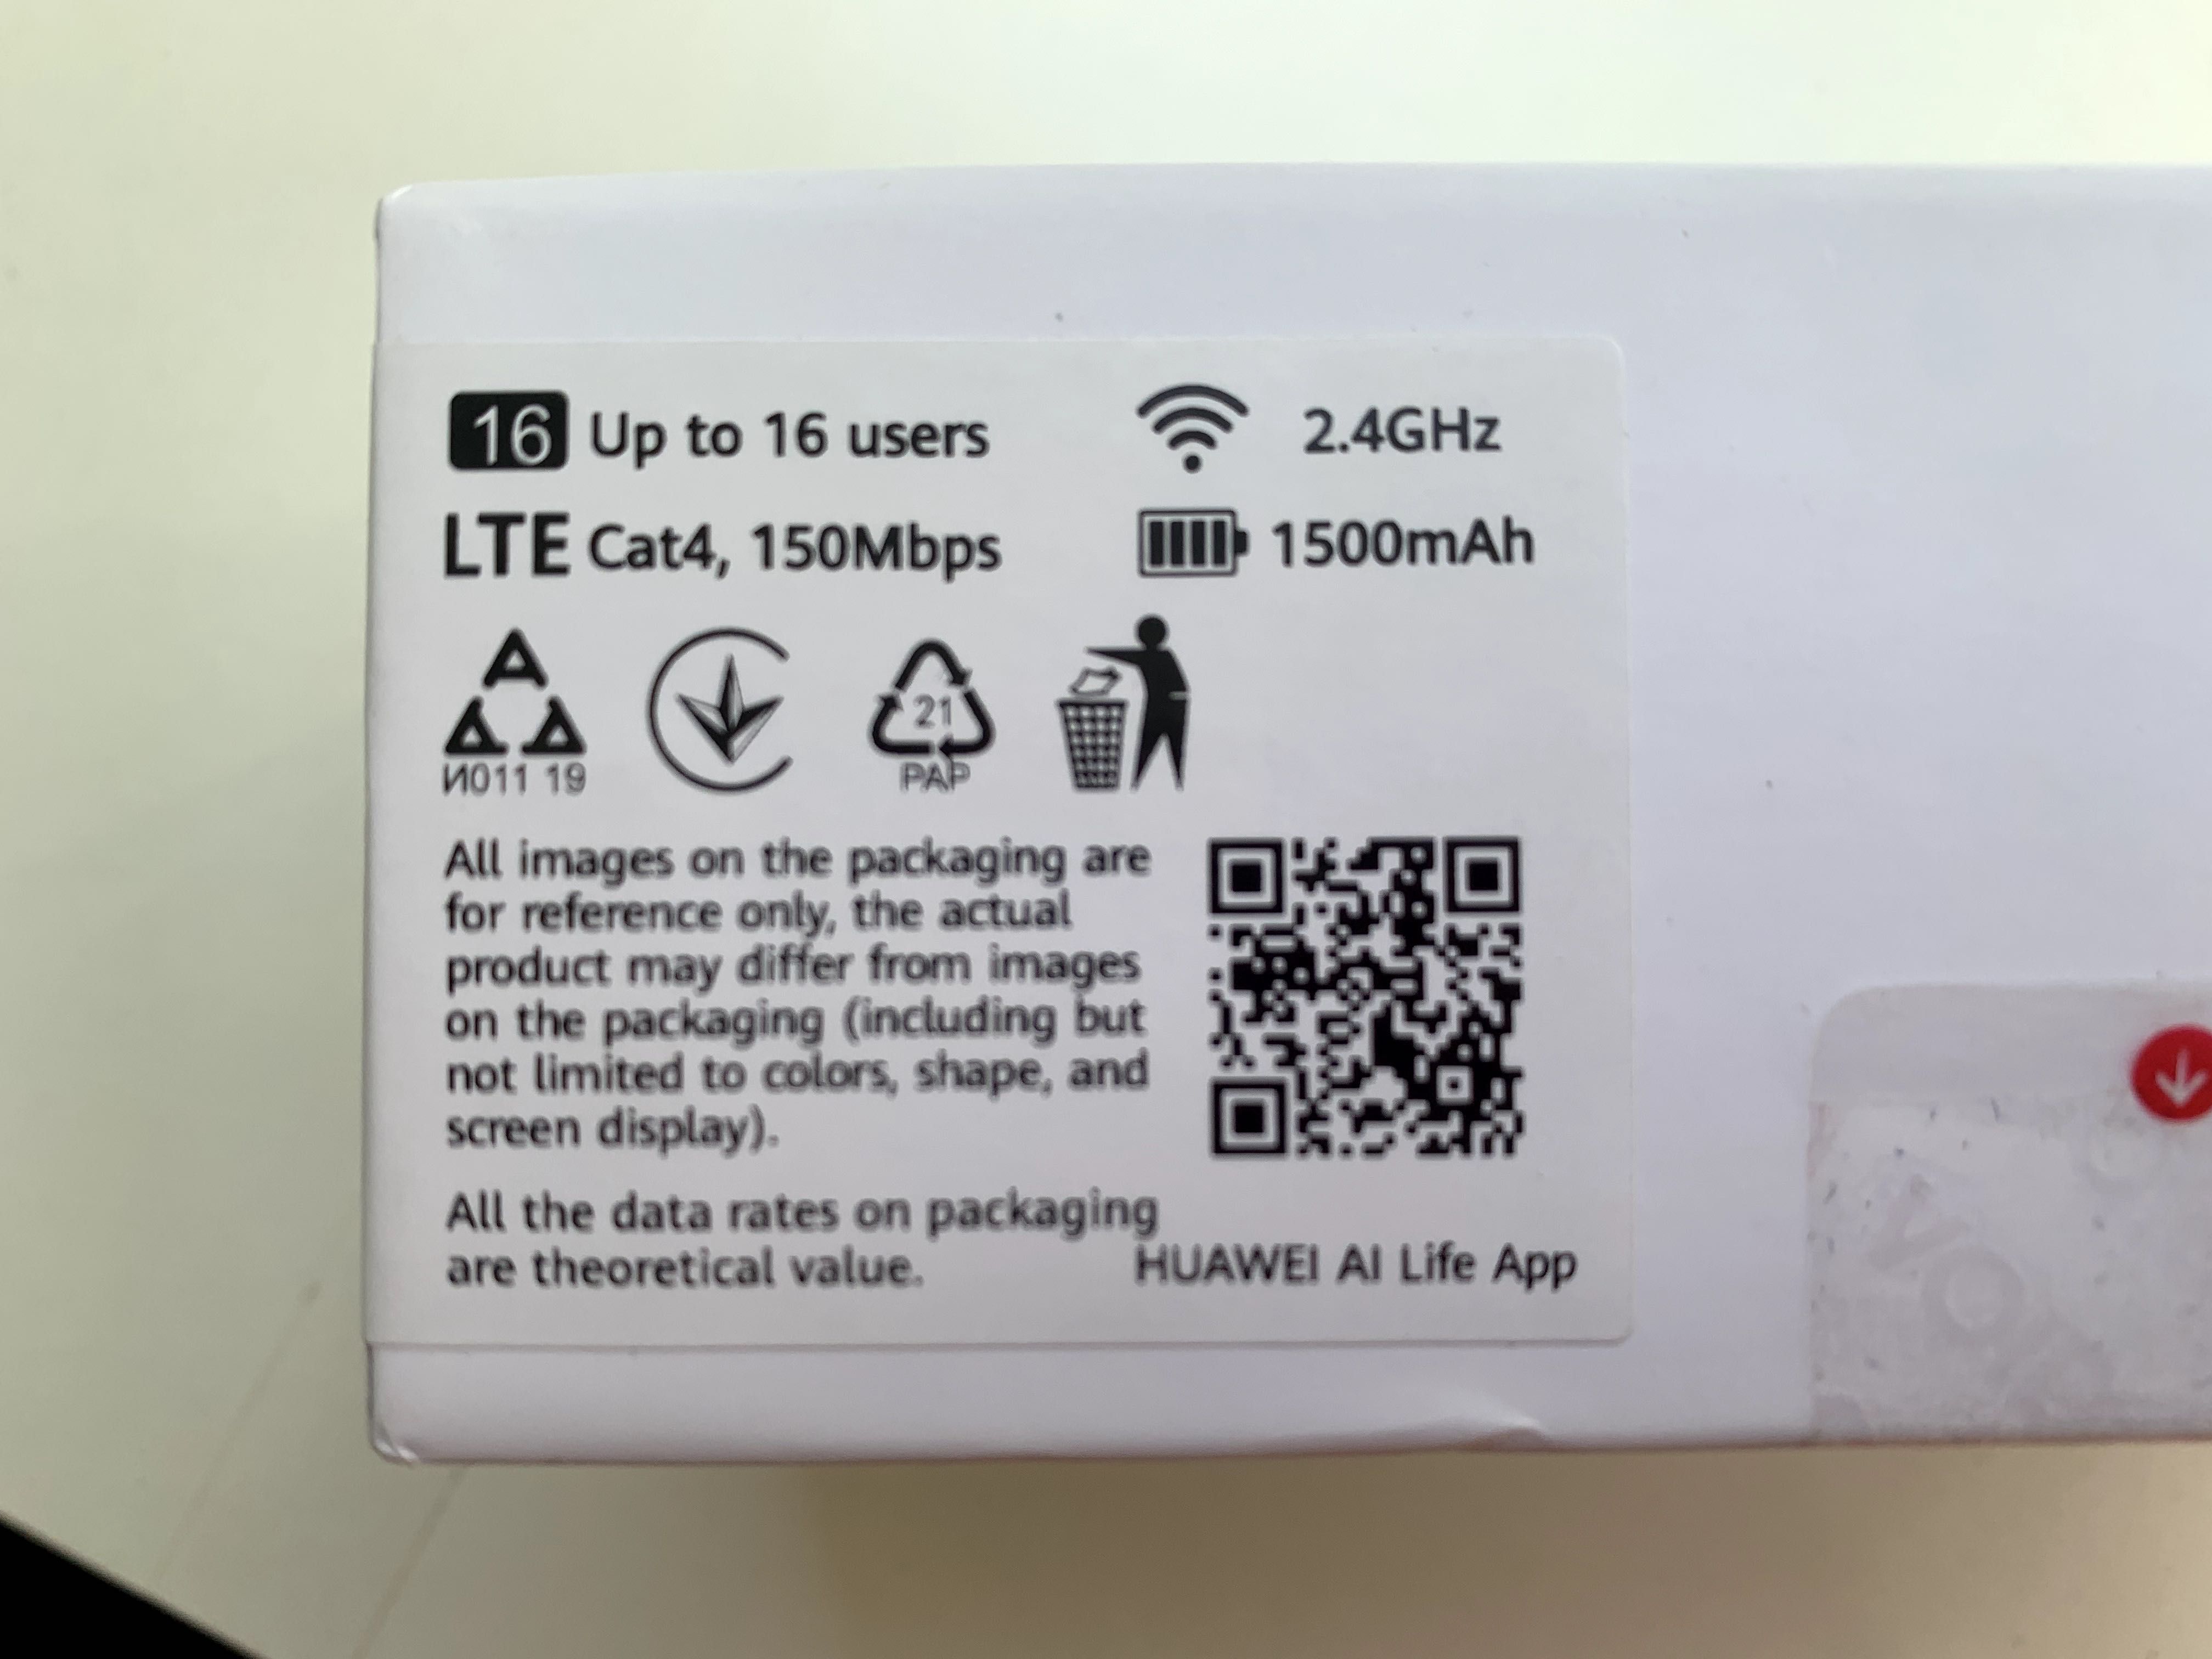 16 Up to 16 users
2.4GHz
LTE Cat4, 150Mbps
1500mAh
И011 19
21
PAP
All images on the packaging are
for reference only, the actual
product may differ from images
on the packaging (including but
not limited to colors, shape, and
screen display).
All the data rates on packaging
are theoretical value.
HUAWEI AI Life App